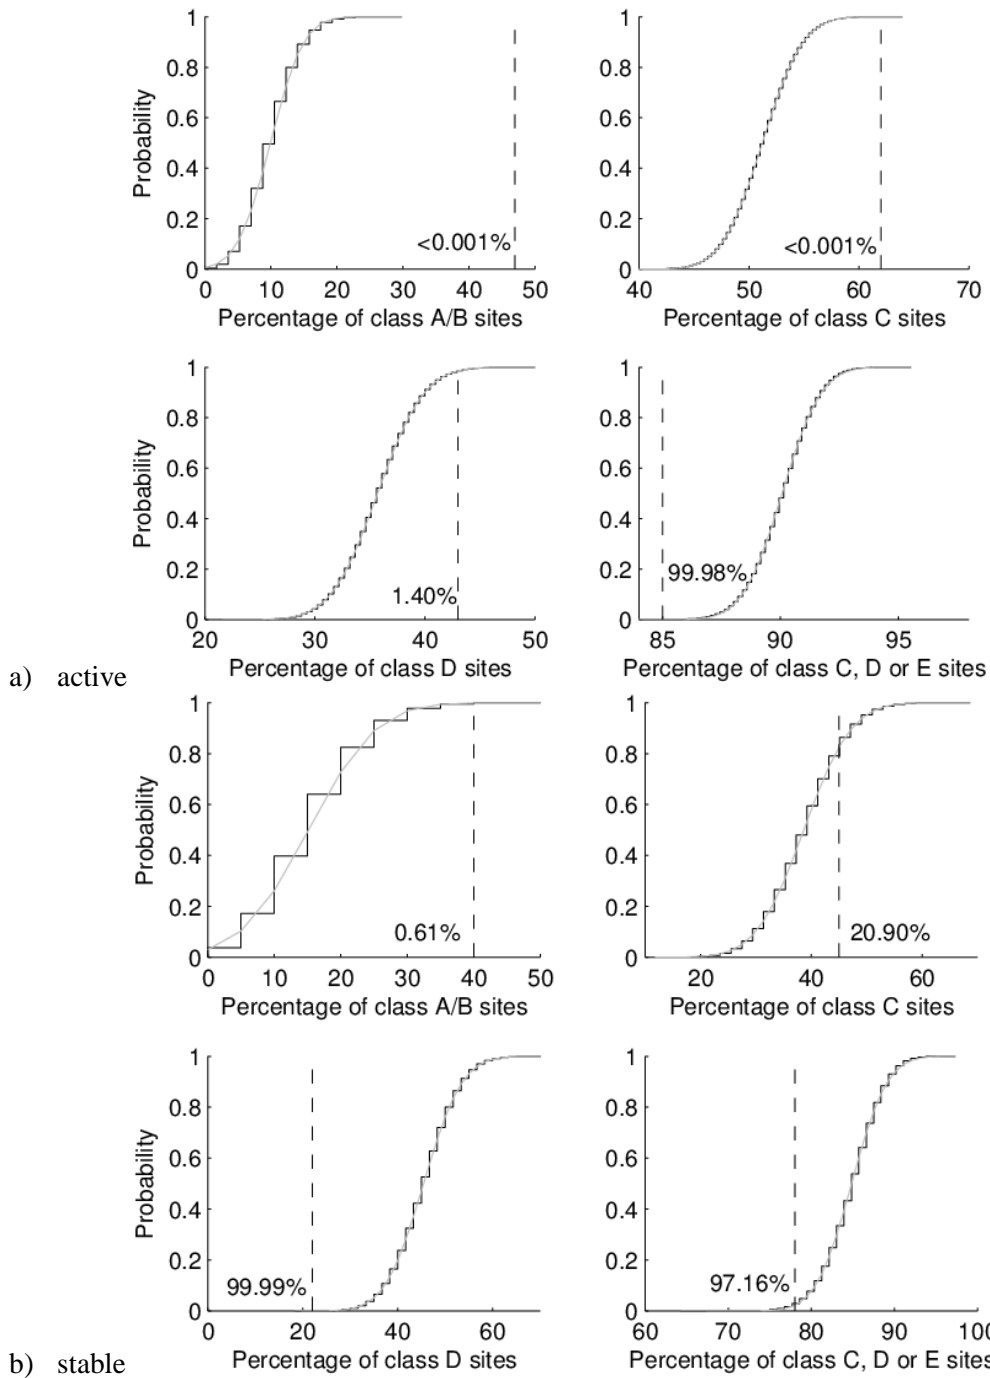 1
0.8
0.6
0.4
0.2
0
Probability
<0.001%
0 10 20 30 40 50
Percentage of class A/B sites
1
0.8
0.6
0.4
0.2
0
<0.001%
40 50 60 70
Percentage of class C sites
1
0.8
0.6
0.4
0.2
0
Probability
1.40%
20 30 40 50
Percentage of class D sites
1
0.8
0.6
0.4
0.2
0
99.98%
85 90 95
Percentage of class C, D or E sites
a) active
1
0.8
0.6
0.4
0.2
0
Probability
0.61%
0 10 20 30 40 50
Percentage of class A/B sites
1
0.8
0.6
0.4
0.2
0
20.90%
20 40 60
Percentage of class C sites
1
0.8
0.6
0.4
0.2
0
Probability
99.99%
0 20 40 60
Percentage of class D sites
1
0.8
0.6
0.4
0.2
0
97.16%
60 70 80 90 100
Percentage of class C, D or E sites
b) stable